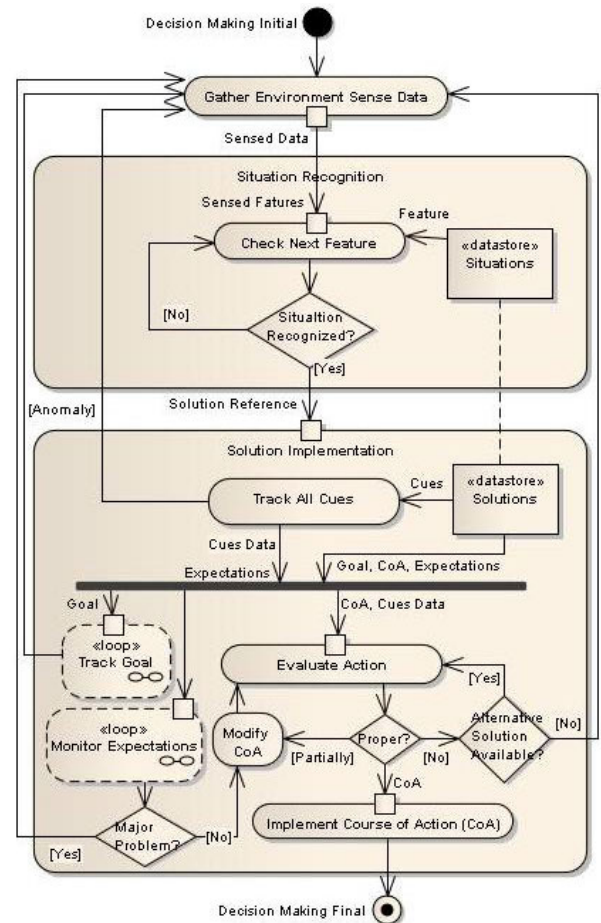 Decision Making Initial
Gather Environment Sense Data
Sensed Data
Situation Recognition
Sensed Fatures
Feature
Check Next Feature
«datastore»
Situations
[No]
Situaltion
Recognized?
[Yes]
[Anomaly]
Solution Reference
Solution Implementation
Cues
«datastore»
Solutions
Track All Cues
Cues Data
Expectations
Goal, CoA, Expectations
Goal
CoA, Cues Data
«loop»
Track Goal
Evaluate Action
[Yes]
«loop»
Monitor Expectations
Modify
CoA
Proper?
Alternative
Solution
Available?
[No]
[Partially]
[No]
CoA
Major
Problem?
[No]
[Yes]
Implement Course of Action (CoA)
Decision Making Final